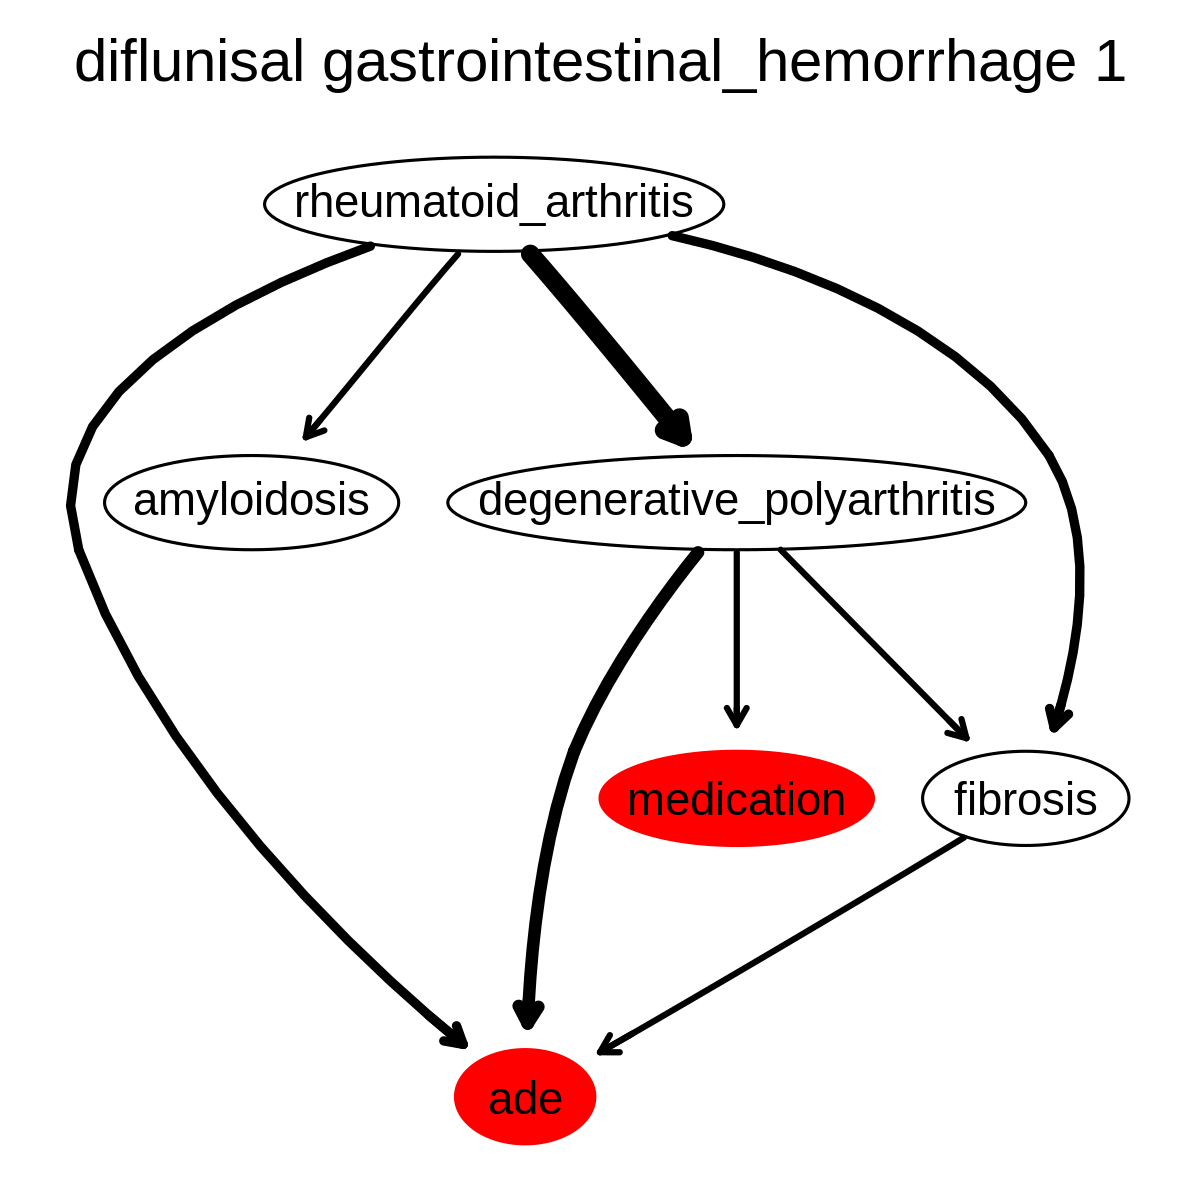 diflunisal gastrointestinal_hemorrhage 1
rheumatoid_arthritis
amyloidosis
degenerative_polyarthritis
medication
fibrosis
ade